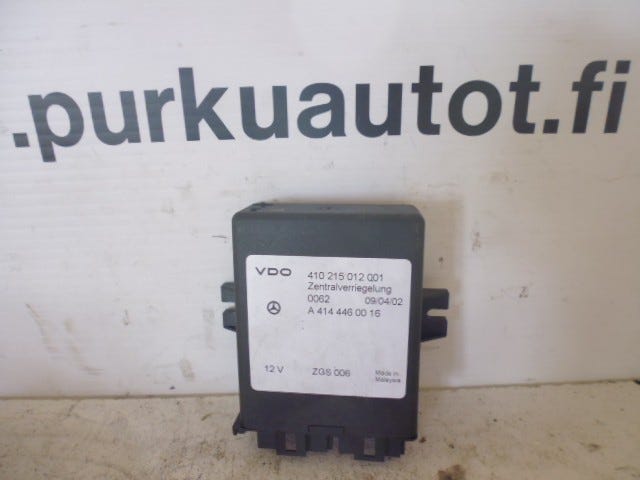 .purkuautot.fi
VDO 410 215 012 001
Zentralverriegelung
0062 09/04/02
A 414 446 00 16
12 V ZGS 006 Made in
Malaysia